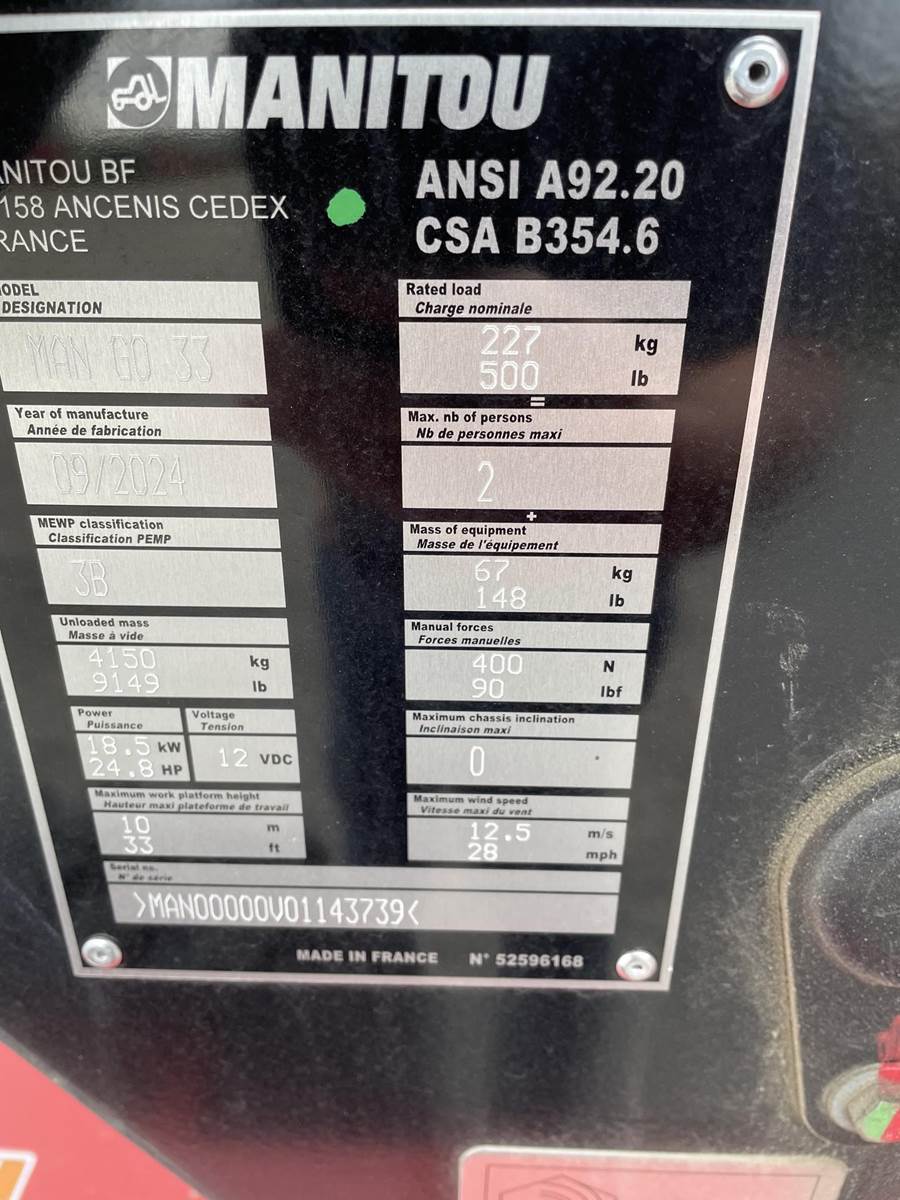 MANITOU
ANITOU BF
158 ANCENIS CEDEX
RANCE
ANSI A92.20
CSA B354.6
ODEL
DESIGNATION
MAN GO 33
Year of manufacture
Année de fabrication
09/2024
MEWP classification
Classification PEMP
3B
Unloaded mass
Masse à vide
4150 kg
9149 lb
Power
Puissance
18.5 kW
24.8 HP
Voltage
Tension
12 VDC
Maximum work platform height
Hauteur maxi plateforme de travail
10 m
33 ft
Rated load
Charge nominale
227 kg
500 lb
=
Max. nb of persons
Nb de personnes maxi
2
+
Mass of equipment
Masse de l'équipement
67 kg
148 lb
Manual forces
Forces manuelles
400 N
90 lbf
Maximum chassis inclination
Inclinaison maxi
0 °
Maximum wind speed
Vitesse maxi du vent
12.5 m/s
28 mph
Serial no.
N° de série
>MAN00000V01143739<
MADE IN FRANCE N° 52596168